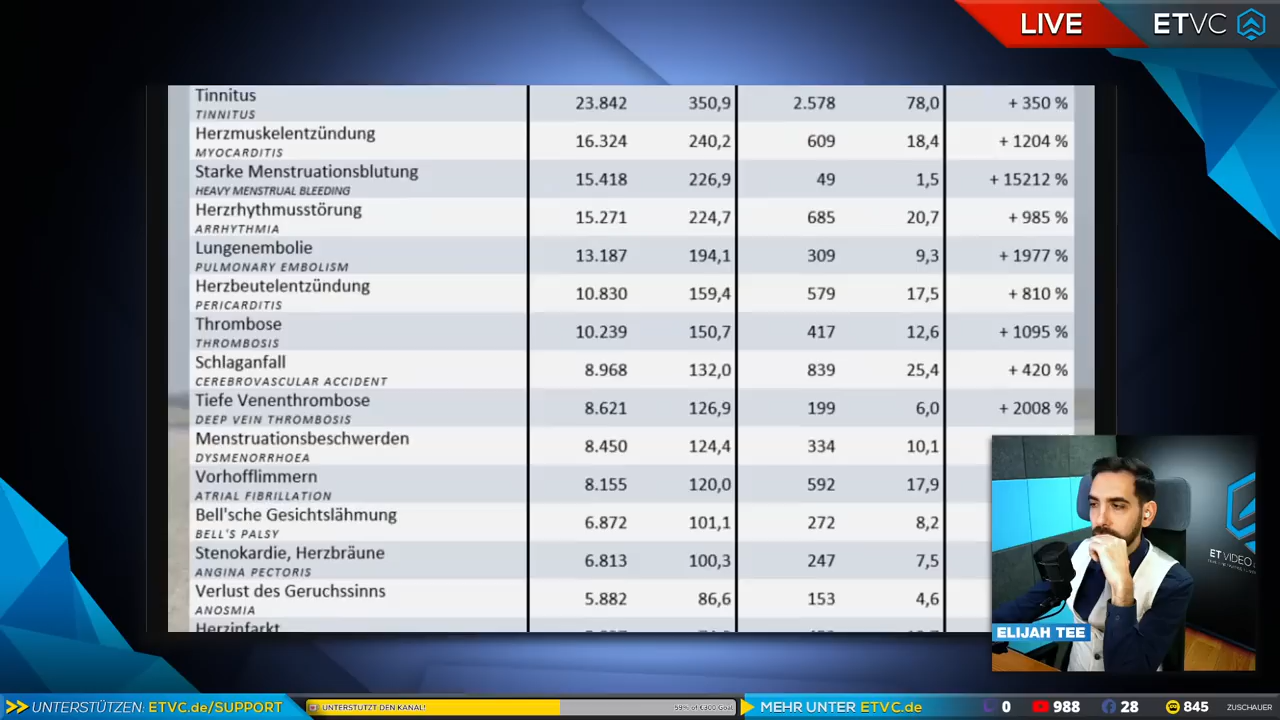 LIVE ETVC
Tinnitus 23.842 350,9 2.578 78,0 + 350 %
TINNITUS
Herzmuskelentzündung 16.324 240,2 609 18,4 + 1204 %
MYOCARDITIS
Starke Menstruationsblutung 15.418 226,9 49 1,5 + 15212 %
HEAVY MENSTRUAL BLEEDING
Herzrhythmusstörung 15.271 224,7 685 20,7 + 985 %
ARRHYTHMIA
Lungenembolie 13.187 194,1 309 9,3 + 1977 %
PULMONARY EMBOLISM
Herzbeutelentzündung 10.830 159,4 579 17,5 + 810 %
PERICARDITIS
Thrombose 10.239 150,7 417 12,6 + 1095 %
THROMBOSIS
Schlaganfall 8.968 132,0 839 25,4 + 420 %
CEREBROVASCULAR ACCIDENT
Tiefe Venenthrombose 8.621 126,9 199 6,0 + 2008 %
DEEP VEIN THROMBOSIS
Menstruationsbeschwerden 8.450 124,4 334 10,1
DYSMENORRHOEA
Vorhofflimmern 8.155 120,0 592 17,9
ATRIAL FIBRILLATION
Bell'sche Gesichtslähmung 6.872 101,1 272 8,2
BELL'S PALSY
Stenokardie, Herzbräune 6.813 100,3 247 7,5
ANGINA PECTORIS
Verlust des Geruchssinns 5.882 86,6 153 4,6
ANOSMIA
Herzinfarkt
ET VIDEO
ELIJAH TEE
UNTERSTÜTZEN: ETVC.de/SUPPORT UNTERSTÜTZT DEN KANAL! 59% of €300 Goal MEHR UNTER ETVC.de 0 988 28 845 ZUSCHAUER